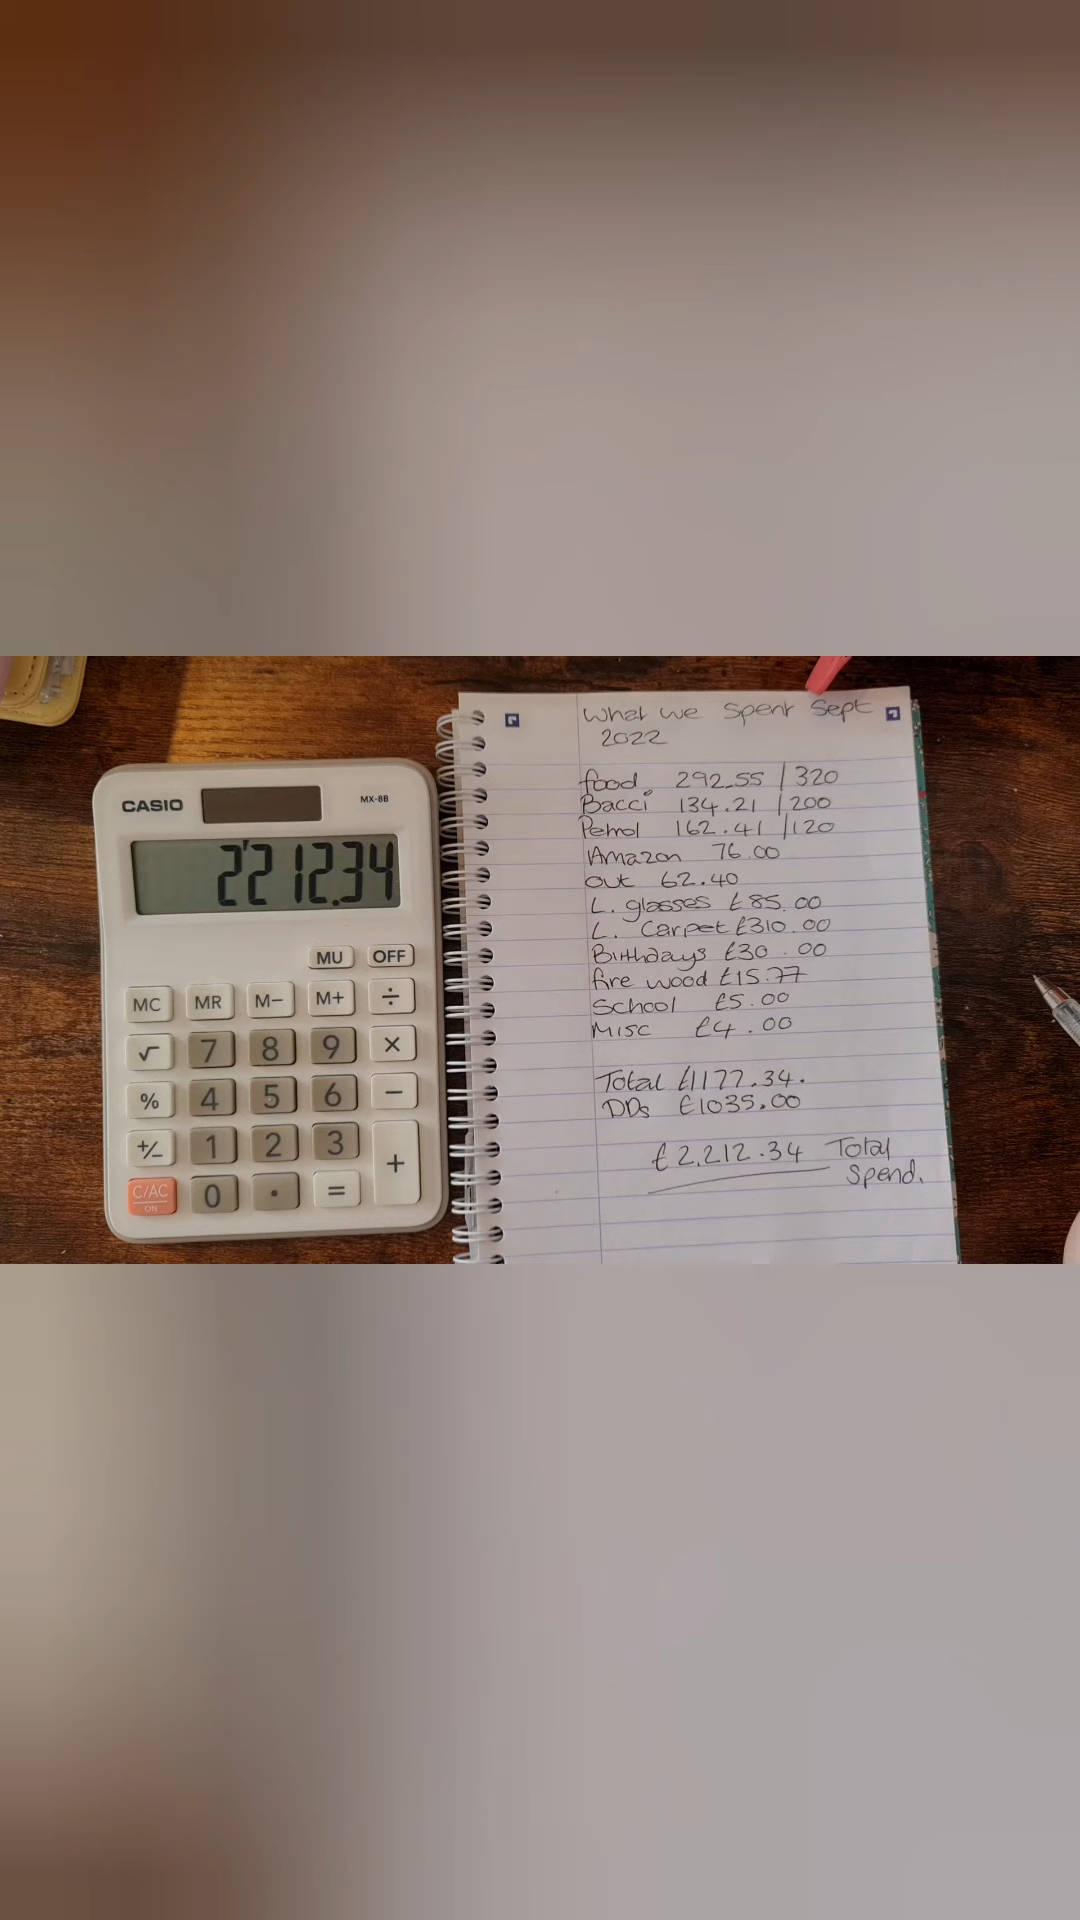 What we Spent Sept
2022
food 292.55 / 320
Bacci 134.21 / 200
Petrol 162.41 / 120
Amazon 76.00
out 62.40
L. glasses £85.00
L. Carpet £310.00
Birthdays £30.00
fire wood £15.77
School £5.00
Misc £4.00
Total £1177.34.
DDs £1035.00
£2,212.34 Total
Spend.
CASIO
MX-8B
2'212.34
MU OFF
MC MR M- M+ ÷
√ 7 8 9 ×
% 4 5 6 −
+/− 1 2 3 +
C/AC ON 0 · =